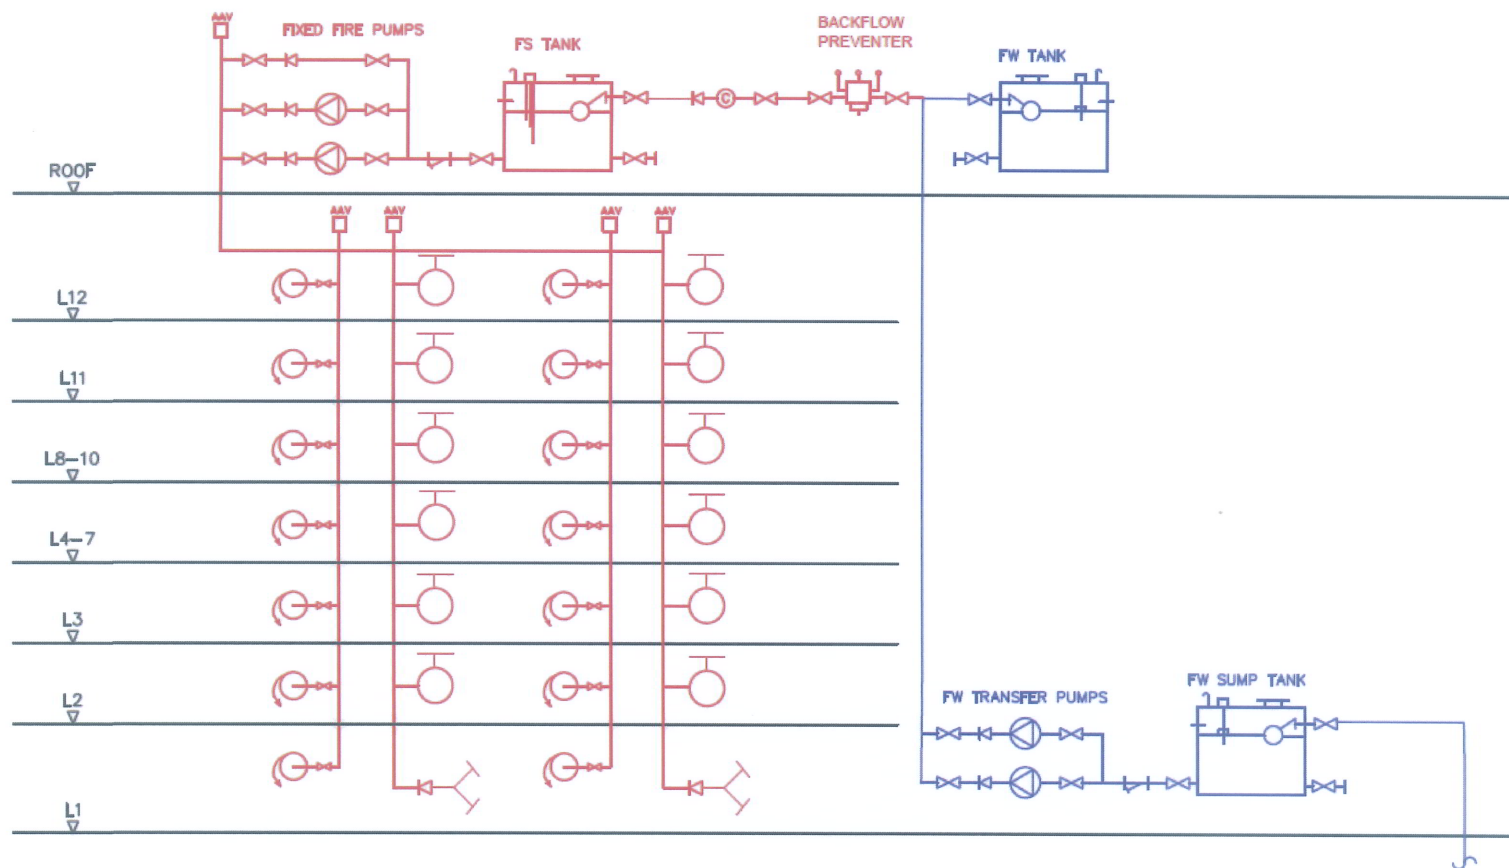 AAV
FIXED FIRE PUMPS
FS TANK
BACKFLOW
PREVENTER
FW TANK
C
ROOF
AAV
AAV
AAV
AAV
L12
L11
L8-10
L4-7
L3
L2
FW TRANSFER PUMPS
FW SUMP TANK
L1